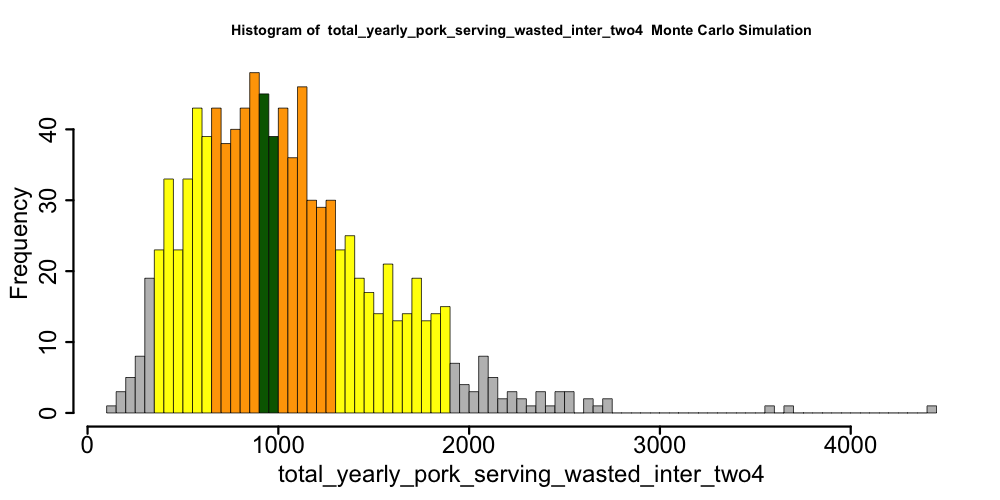 Histogram of  total_yearly_pork_serving_wasted_inter_two4  Monte Carlo Simulation
Frequency
40
30
20
10
0
0 1000 2000 3000 4000
total_yearly_pork_serving_wasted_inter_two4